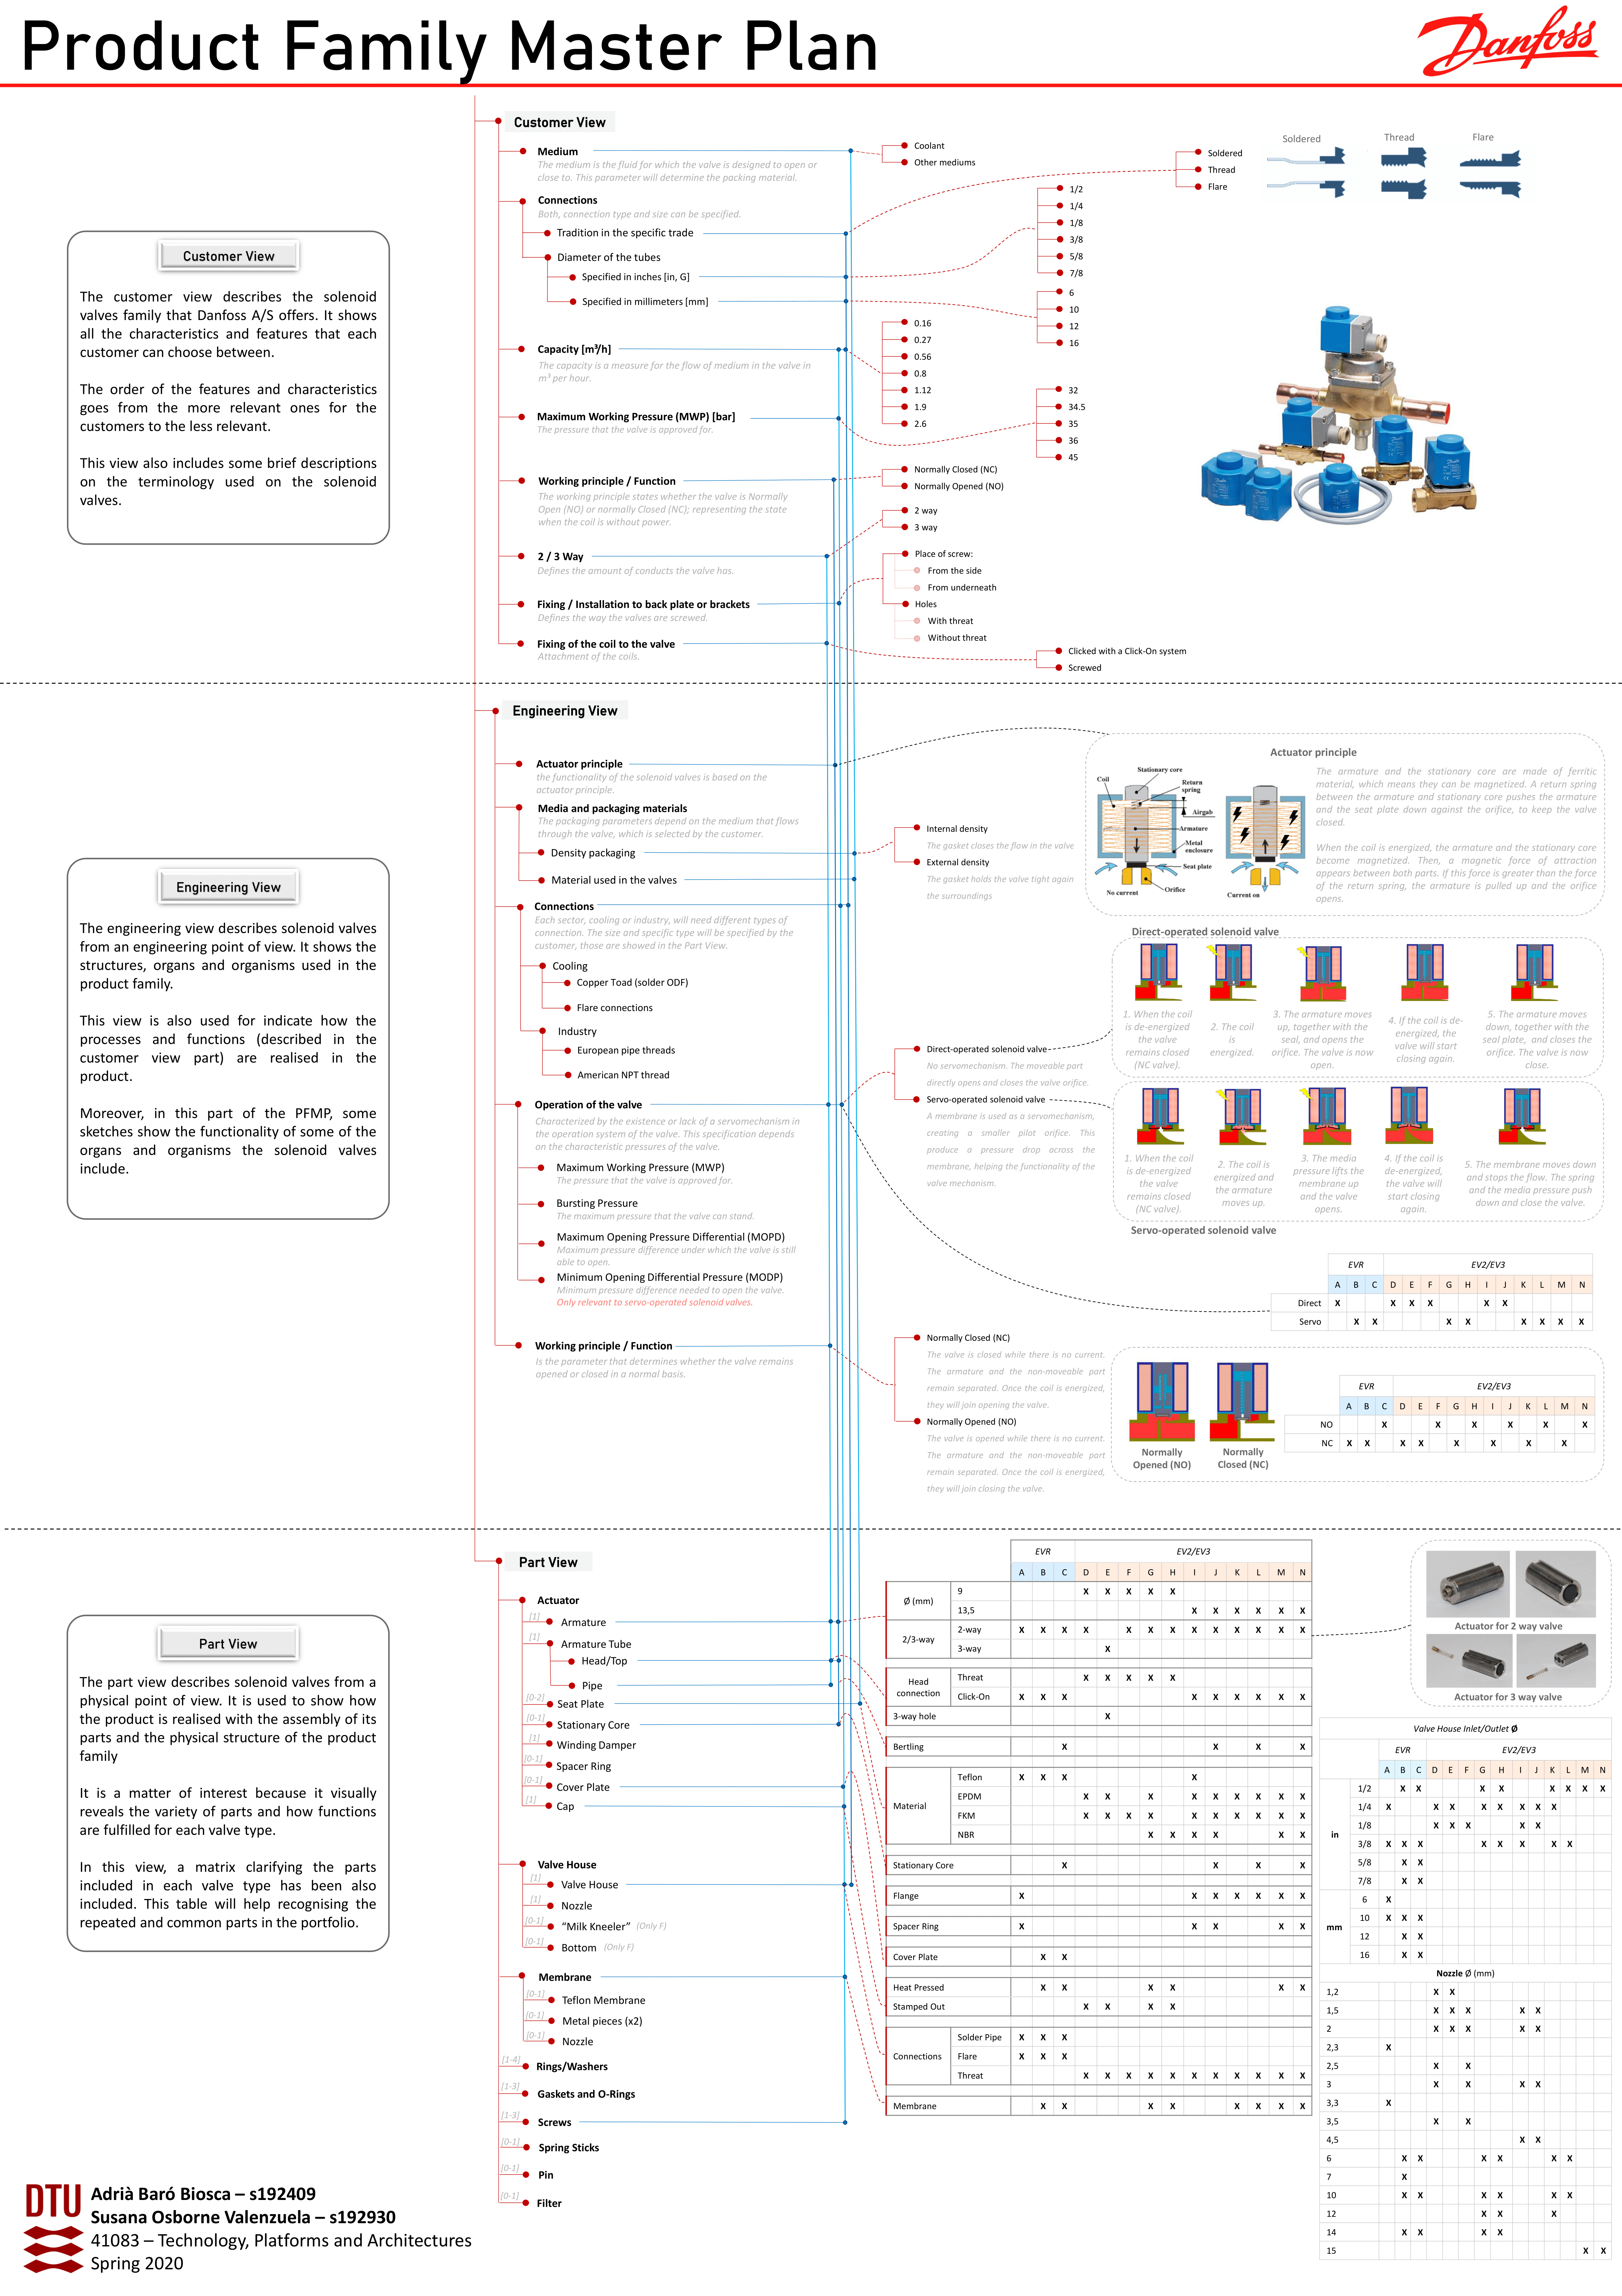 Product Family Master Plan
Danfoss
Customer View
The customer view describes the solenoid
valves family that Danfoss A/S offers. It shows
all the characteristics and features that each
customer can choose between.
The order of the features and characteristics
goes from the more relevant ones for the
customers to the less relevant.
This view also includes some brief descriptions
on the terminology used on the solenoid
valves.
Customer View
Medium
The medium is the fluid for which the valve is designed to open or
close to. This parameter will determine the packing material.
Connections
Both, connection type and size can be specified.
Tradition in the specific trade
Diameter of the tubes
Specified in inches [in, G]
Specified in millimeters [mm]
Capacity [m³/h]
The capacity is a measure for the flow of medium in the valve in
m³ per hour.
Maximum Working Pressure (MWP) [bar]
The pressure that the valve is approved for.
Working principle / Function
The working principle states whether the valve is Normally
Open (NO) or normally Closed (NC); representing the state
when the coil is without power.
2 / 3 Way
Defines the amount of conducts the valve has.
Fixing / Installation to back plate or brackets
Defines the way the valves are screwed.
Fixing of the coil to the valve
Attachment of the coils.
Coolant
Other mediums
Soldered
Thread
Flare
Soldered Thread Flare
1/2
1/4
1/8
3/8
5/8
7/8
6
10
12
16
0.16
0.27
0.56
0.8
1.12
1.9
2.6
32
34.5
35
36
45
Normally Closed (NC)
Normally Opened (NO)
2 way
3 way
Place of screw:
From the side
From underneath
Holes
With threat
Without threat
Clicked with a Click-On system
Screwed
Engineering View
The engineering view describes solenoid valves
from an engineering point of view. It shows the
structures, organs and organisms used in the
product family.
This view is also used for indicate how the
processes and functions (described in the
customer view part) are realised in the
product.
Moreover, in this part of the PFMP, some
sketches show the functionality of some of the
organs and organisms the solenoid valves
include.
Engineering View
Actuator principle
the functionality of the solenoid valves is based on the
actuator principle.
Media and packaging materials
The packaging parameters depend on the medium that flows
through the valve, which is selected by the customer.
Density packaging
Material used in the valves
Connections
Each sector, cooling or industry, will need different types of
connection. The size and specific type will be specified by the
customer, those are showed in the Part View.
Cooling
Copper Toad (solder ODF)
Flare connections
Industry
European pipe threads
American NPT thread
Operation of the valve
Characterized by the existence or lack of a servomechanism in
the operation system of the valve. This specification depends
on the characteristic pressures of the valve.
Maximum Working Pressure (MWP)
The pressure that the valve is approved for.
Bursting Pressure
The maximum pressure that the valve can stand.
Maximum Opening Pressure Differential (MOPD)
Maximum pressure difference under which the valve is still
able to open.
Minimum Opening Differential Pressure (MODP)
Minimum pressure difference needed to open the valve.
Only relevant to servo-operated solenoid valves.
Working principle / Function
Is the parameter that determines whether the valve remains
opened or closed in a normal basis.
Internal density
The gasket closes the flow in the valve
External density
The gasket holds the valve tight again
the surroundings
Direct-operated solenoid valve
No servomechanism. The moveable part
directly opens and closes the valve orifice.
Servo-operated solenoid valve
A membrane is used as a servomechanism,
creating a smaller pilot orifice. This
produce a pressure drop across the
membrane, helping the functionality of the
valve mechanism.
Normally Closed (NC)
The valve is closed while there is no current.
The armature and the non-moveable part
remain separated. Once the coil is energized,
they will join opening the valve.
Normally Opened (NO)
The valve is opened while there is no current.
The armature and the non-moveable part
remain separated. Once the coil is energized,
they will join closing the valve.
Actuator principle
Stationary core
Coil
Return
spring
Airgab
Armature
Metal
enclosure
Seat plate
Orifice
No current
Current on
The armature and the stationary core are made of ferritic
material, which means they can be magnetized. A return spring
between the armature and stationary core pushes the armature
and the seat plate down against the orifice, to keep the valve
closed.
When the coil is energized, the armature and the stationary core
become magnetized. Then, a magnetic force of attraction
appears between both parts. If this force is greater than the force
of the return spring, the armature is pulled up and the orifice
opens.
Direct-operated solenoid valve
1. When the coil
is de-energized
the valve
remains closed
(NC valve).
2. The coil
is
energized.
3. The armature moves
up, together with the
seal, and opens the
orifice. The valve is now
open.
4. If the coil is de-
energized, the
valve will start
closing again.
5. The armature moves
down, together with the
seal plate, and closes the
orifice. The valve is now
close.
1. When the coil
is de-energized
the valve
remains closed
(NC valve).
2. The coil is
energized and
the armature
moves up.
3. The media
pressure lifts the
membrane up
and the valve
opens.
4. If the coil is
de-energized,
the valve will
start closing
again.
5. The membrane moves down
and stops the flow. The spring
and the media pressure push
down and close the valve.
Servo-operated solenoid valve
EVR EV2/EV3
A B C D E F G H I J K L M N
Direct X X X X X X
Servo X X X X X X X X
Normally
Opened (NO)
Normally
Closed (NC)
EVR EV2/EV3
A B C D E F G H I J K L M N
NO X X X X X X
NC X X X X X X X X
Part View
The part view describes solenoid valves from a
physical point of view. It is used to show how
the product is realised with the assembly of its
parts and the physical structure of the product
family
It is a matter of interest because it visually
reveals the variety of parts and how functions
are fulfilled for each valve type.
In this view, a matrix clarifying the parts
included in each valve type has been also
included. This table will help recognising the
repeated and common parts in the portfolio.
Part View
Actuator
[1] Armature
[1] Armature Tube
Head/Top
Pipe
[0-2] Seat Plate
[0-1] Stationary Core
[1] Winding Damper
[0-1] Spacer Ring
[0-1] Cover Plate
[1] Cap
Valve House
[1] Valve House
[1] Nozzle
[0-1] “Milk Kneeler” (Only F)
[0-1] Bottom (Only F)
Membrane
[0-1] Teflon Membrane
[0-1] Metal pieces (x2)
[0-1] Nozzle
[1-4] Rings/Washers
[1-3] Gaskets and O-Rings
[1-3] Screws
[0-1] Spring Sticks
[0-1] Pin
[0-1] Filter
EVR EV2/EV3
A B C D E F G H I J K L M N
Ø (mm)
9 X X X X X
13,5 X X X X X X
2/3-way
2-way X X X X X X X X X X X X X
3-way X
Head
connection
Threat X X X X X
Click-On X X X X X X X X X
3-way hole X
Bertling X X X X
Material
Teflon X X X X
EPDM X X X X X X X X X
FKM X X X X X X X X X X
NBR X X X X X X
Stationary Core X X X X
Flange X X X X X X X
Spacer Ring X X X X X
Cover Plate X X
Heat Pressed X X X X X X
Stamped Out X X X X
Connections
Solder Pipe X X X
Flare X X X
Threat X X X X X X X X X X X
Membrane X X X X X X X X
Actuator for 2 way valve
Actuator for 3 way valve
Valve House Inlet/Outlet Ø
EVR EV2/EV3
A B C D E F G H I J K L M N
in
1/2 X X X X X X X X
1/4 X X X X X X X X
1/8 X X X X X
3/8 X X X X X X X X
5/8 X X
7/8 X X
mm
6 X
10 X X X
12 X X
16 X X
Nozzle Ø (mm)
1,2 X X
1,5 X X X X X
2 X X X X X
2,3 X
2,5 X X
3 X X X X
3,3 X
3,5 X X
4,5 X X
6 X X X X X X
7 X
10 X X X X X X
12 X X X
14 X X X X
15 X X
DTU
Adrià Baró Biosca – s192409
Susana Osborne Valenzuela – s192930
41083 – Technology, Platforms and Architectures
Spring 2020